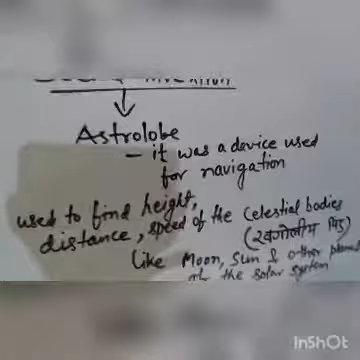 Astrolobe
- it was a device used
for navigation
used to find height,
distance, speed of the Celestial bodies
(खगोलीय पिंड)
like Moon, Sun & other planets
of the solar system
InShOt